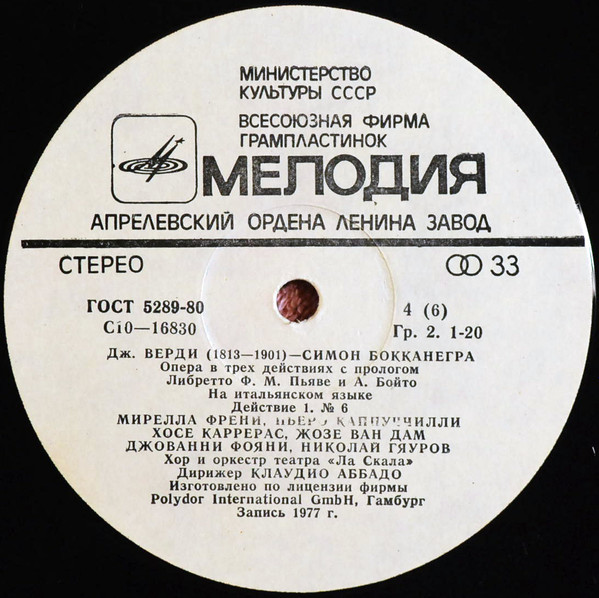 МИНИСТЕРСТВО
КУЛЬТУРЫ СССР
ВСЕСОЮЗНАЯ ФИРМА
ГРАМПЛАСТИНОК
МЕЛОДИЯ
АПРЕЛЕВСКИЙ ОРДЕНА ЛЕНИНА ЗАВОД
СТЕРЕО 33
ГОСТ 5289-80 4 (6)
С10—16830 Гр. 2. 1-20
Дж. ВЕРДИ (1813—1901)—СИМОН БОККАНЕГРА
Опера в трех действиях с прологом
Либретто Ф. М. Пьяве и А. Бойто
На итальянском языке
Действие 1. № 6
МИРЕЛЛА ФРЕНИ, ПЬЕРО КАППУЧЧИЛЛИ
ХОСЕ КАРРЕРАС, ЖОЗЕ ВАН ДАМ
ДЖОВАННИ ФОЯНИ, НИКОЛАЙ ГЯУРОВ
Хор и оркестр театра «Ла Скала»
Дирижер КЛАУДИО АББАДО
Изготовлено по лицензии фирмы
Polydor International GmbH, Гамбург
Запись 1977 г.